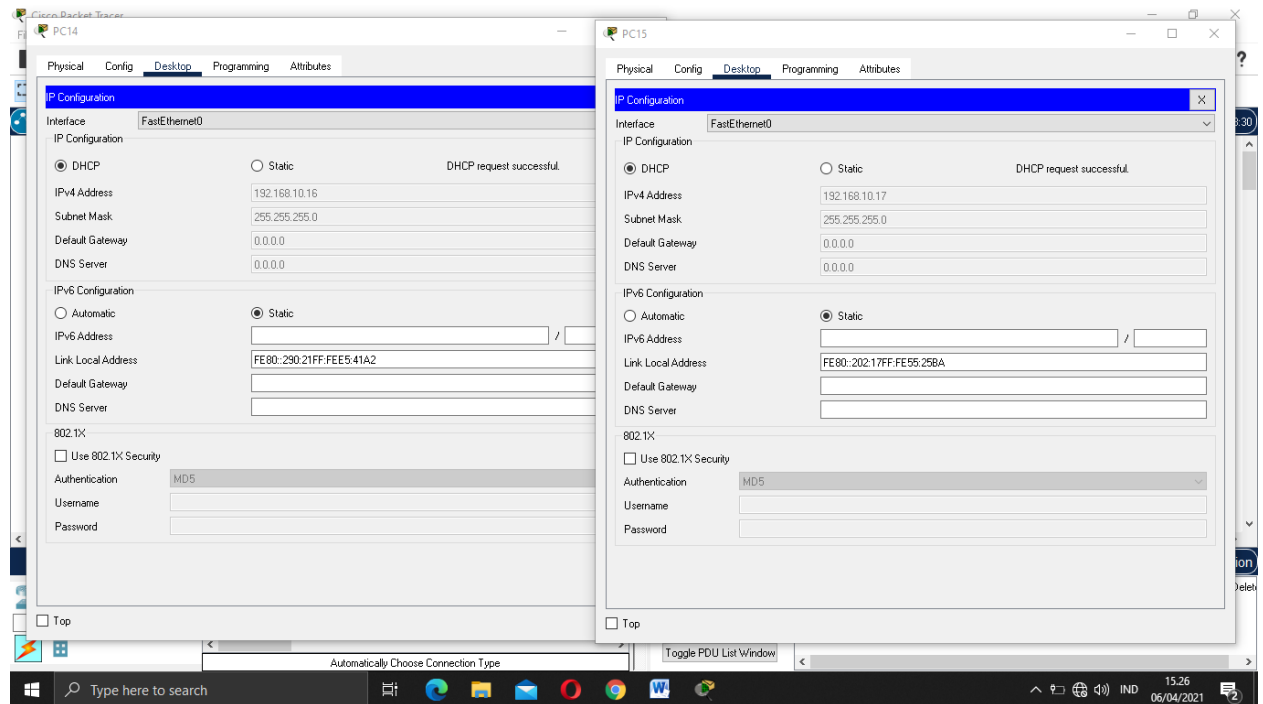 Cisco Packet Tracer
PC14
Physical Config Desktop Programming Attributes
IP Configuration
Interface FastEthernet0
IP Configuration
DHCP Static DHCP request successful.
IPv4 Address 192.168.10.16
Subnet Mask 255.255.255.0
Default Gateway 0.0.0.0
DNS Server 0.0.0.0
IPv6 Configuration
Automatic Static
IPv6 Address /
Link Local Address FE80::290:21FF:FEE5:41A2
Default Gateway
DNS Server
802.1X
Use 802.1X Security
Authentication MD5
Username
Password
Top
PC15
Physical Config Desktop Programming Attributes
IP Configuration X
Interface FastEthernet0
IP Configuration
DHCP Static DHCP request successful.
IPv4 Address 192.168.10.17
Subnet Mask 255.255.255.0
Default Gateway 0.0.0.0
DNS Server 0.0.0.0
IPv6 Configuration
Automatic Static
IPv6 Address /
Link Local Address FE80::202:17FF:FE55:25BA
Default Gateway
DNS Server
802.1X
Use 802.1X Security
Authentication MD5
Username
Password
Top
?
:30
ion
Delet
Toggle PDU List Window
Automatically Choose Connection Type
Type here to search
IND
15.26
06/04/2021
2